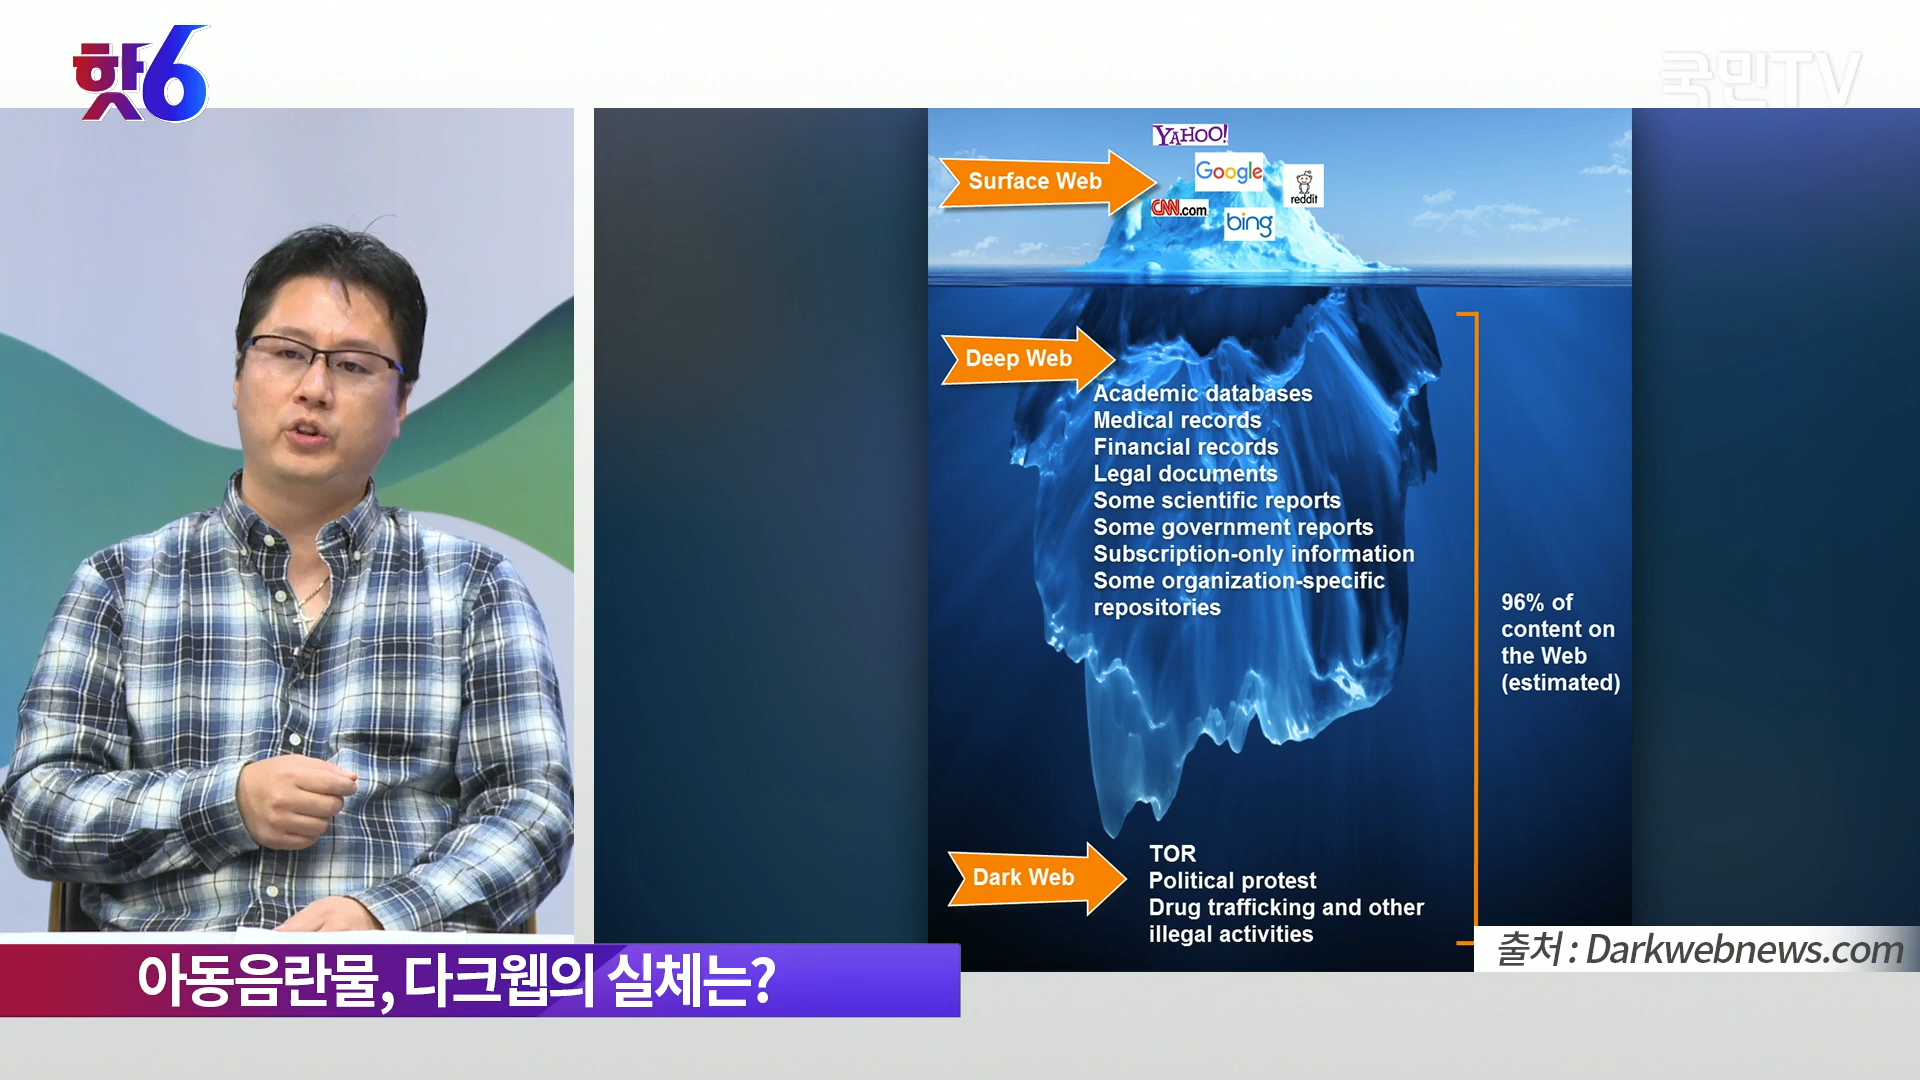 핫6
국민TV
YAHOO!
Google
reddit
CNN.com
bing
Surface Web
Deep Web
Academic databases
Medical records
Financial records
Legal documents
Some scientific reports
Some government reports
Subscription-only information
Some organization-specific
repositories
96% of
content on
the Web
(estimated)
Dark Web
TOR
Political protest
Drug trafficking and other
illegal activities
출처 : Darkwebnews.com
아동음란물, 다크웹의 실체는?